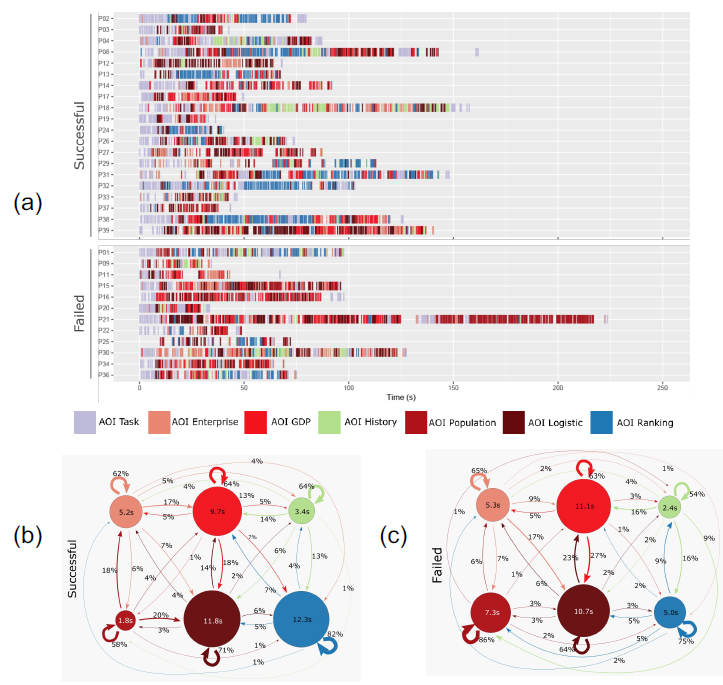 (a)
Successful
P02
P03
P04
P08
P12
P13
P14
P17
P18
P19
P24
P26
P27
P29
P31
P32
P33
P37
P38
P39
Failed
P01
P09
P11
P15
P16
P20
P21
P22
P25
P30
P34
P36
0 50 100 150 200 250
Time (s)
AOI Task AOI Enterprise AOI GDP AOI History AOI Population AOI Logistic AOI Ranking
(b)
Successful
4%
62% 5% 4% 64%
4% 64%
17% 13% 5%
5.2s 9.7s 3.4s
5% 14%
7% 1% 18% 6% 13%
18% 6% 14% 4%
4% 2%
4% 7% 1%
1.8s 20% 11.8s 6% 12.3s
3% 5%
58% 71% 1% 82%
1%
(c)
Failed
1%
65% 2% 63% 4% 54%
5.3s 9% 11.1s 3% 2.4s
5% 16%
17% 1% 2% 9%
6% 7% 23% 27% 9% 16%
1% 6% 2%
7.3s 3% 10.7s 3% 5.0s
3% 5%
86% 2% 64% 5% 75%
2%